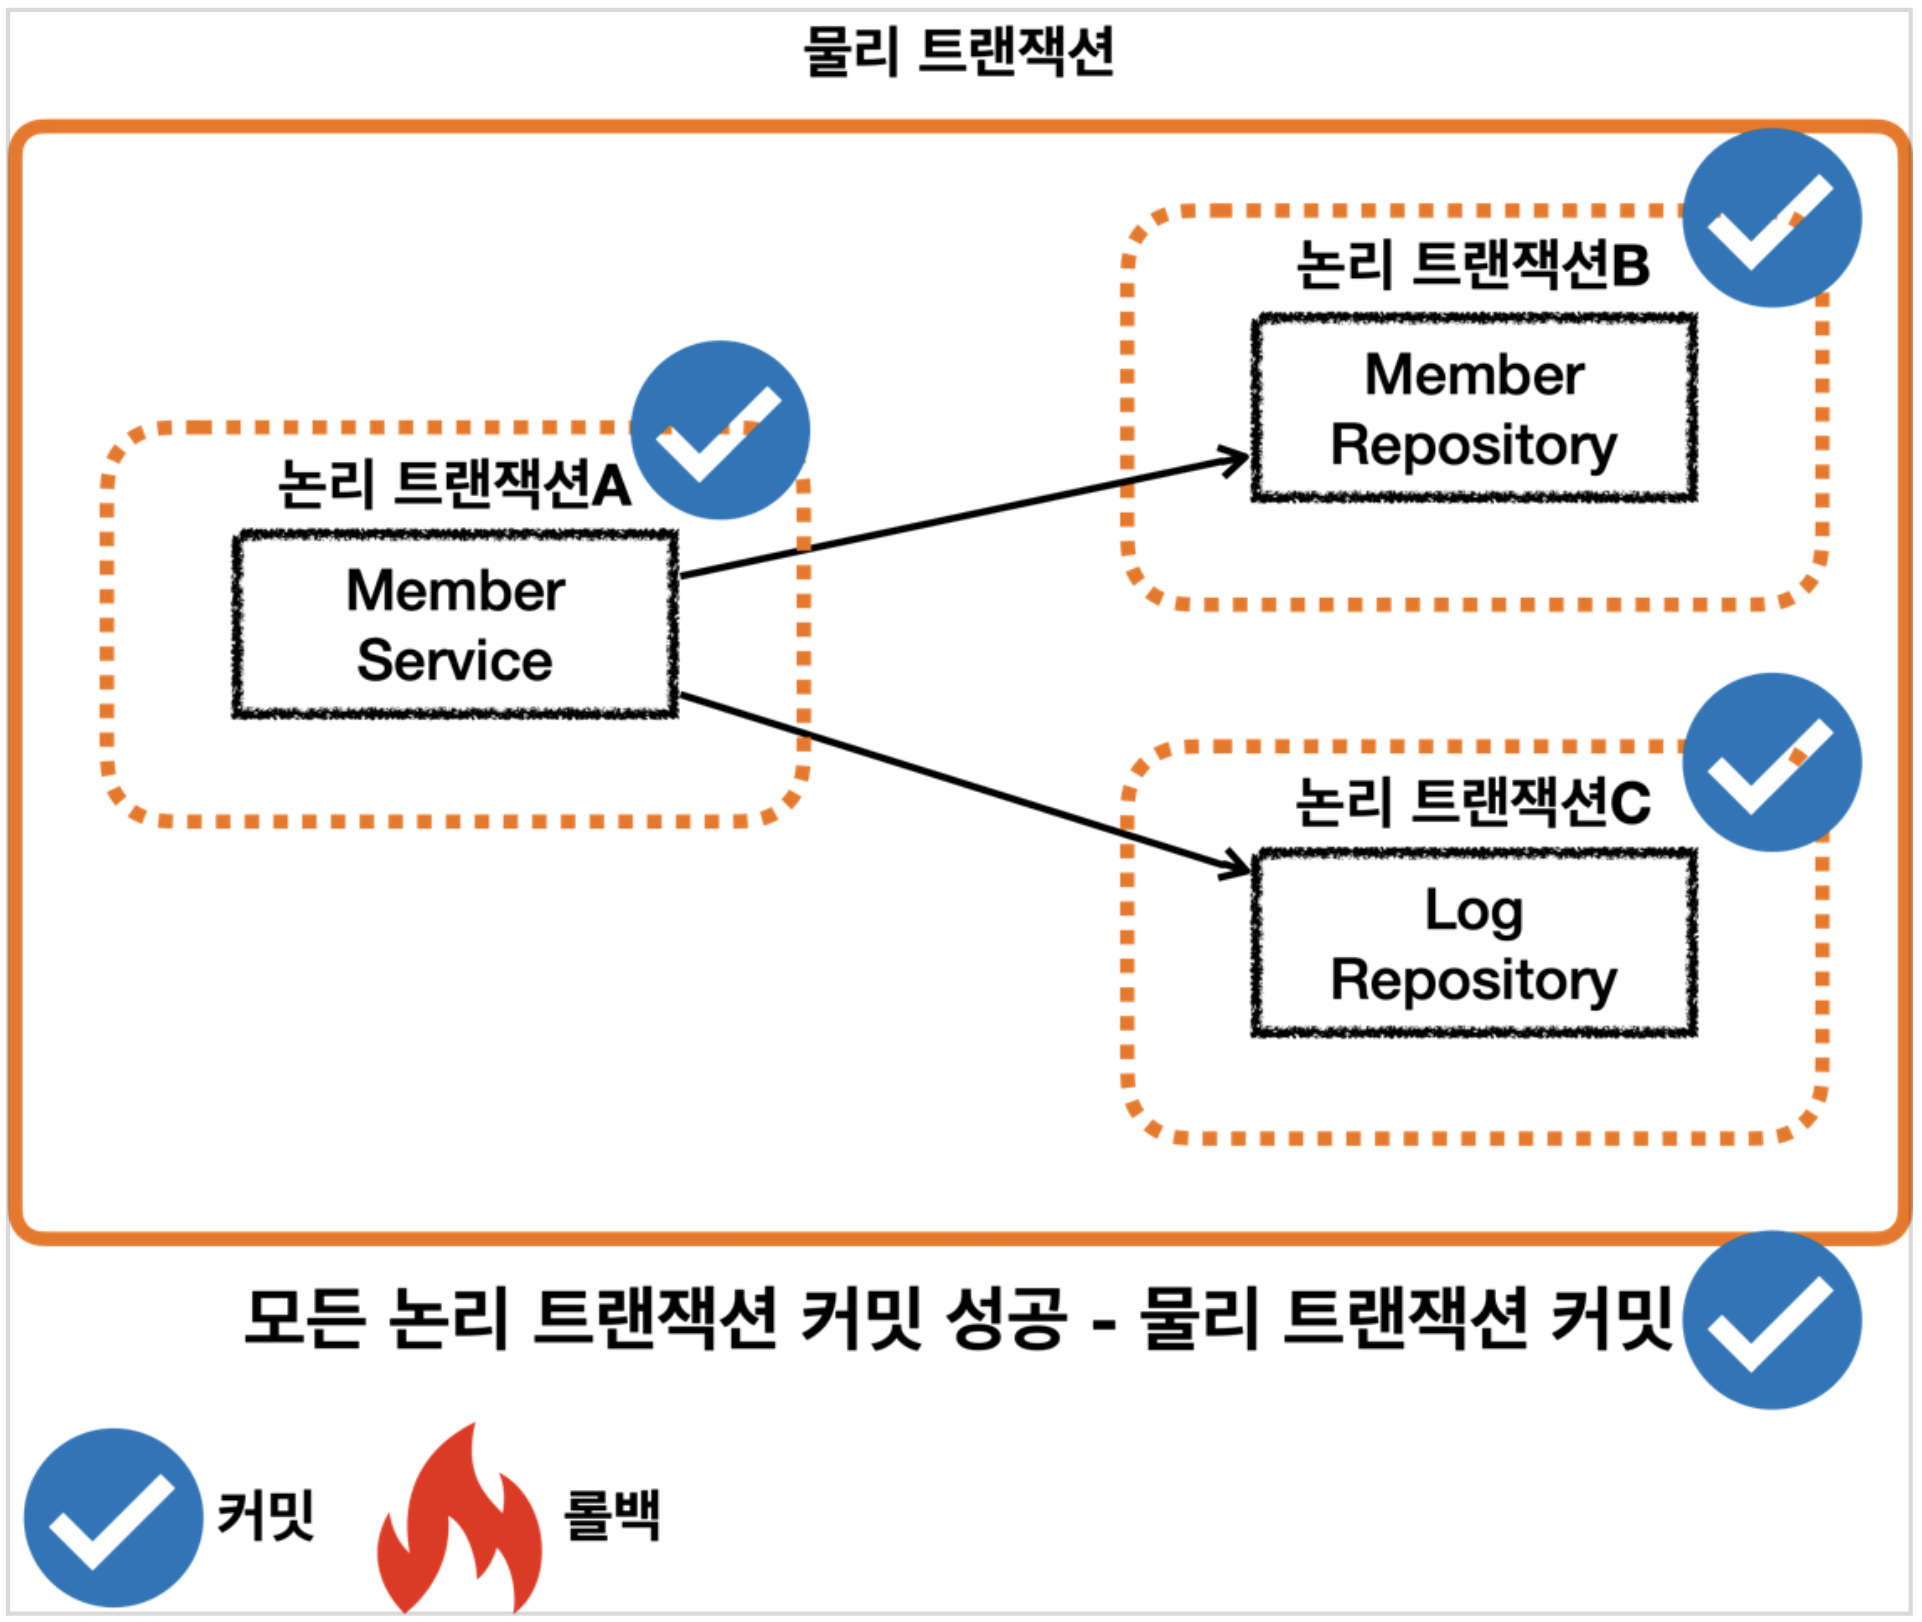 물리 트랜잭션
논리 트랜잭션B
Member
Repository
논리 트랜잭션A
Member
Service
논리 트랜잭션C
Log
Repository
모든 논리 트랜잭션 커밋 성공 - 물리 트랜잭션 커밋
커밋
롤백